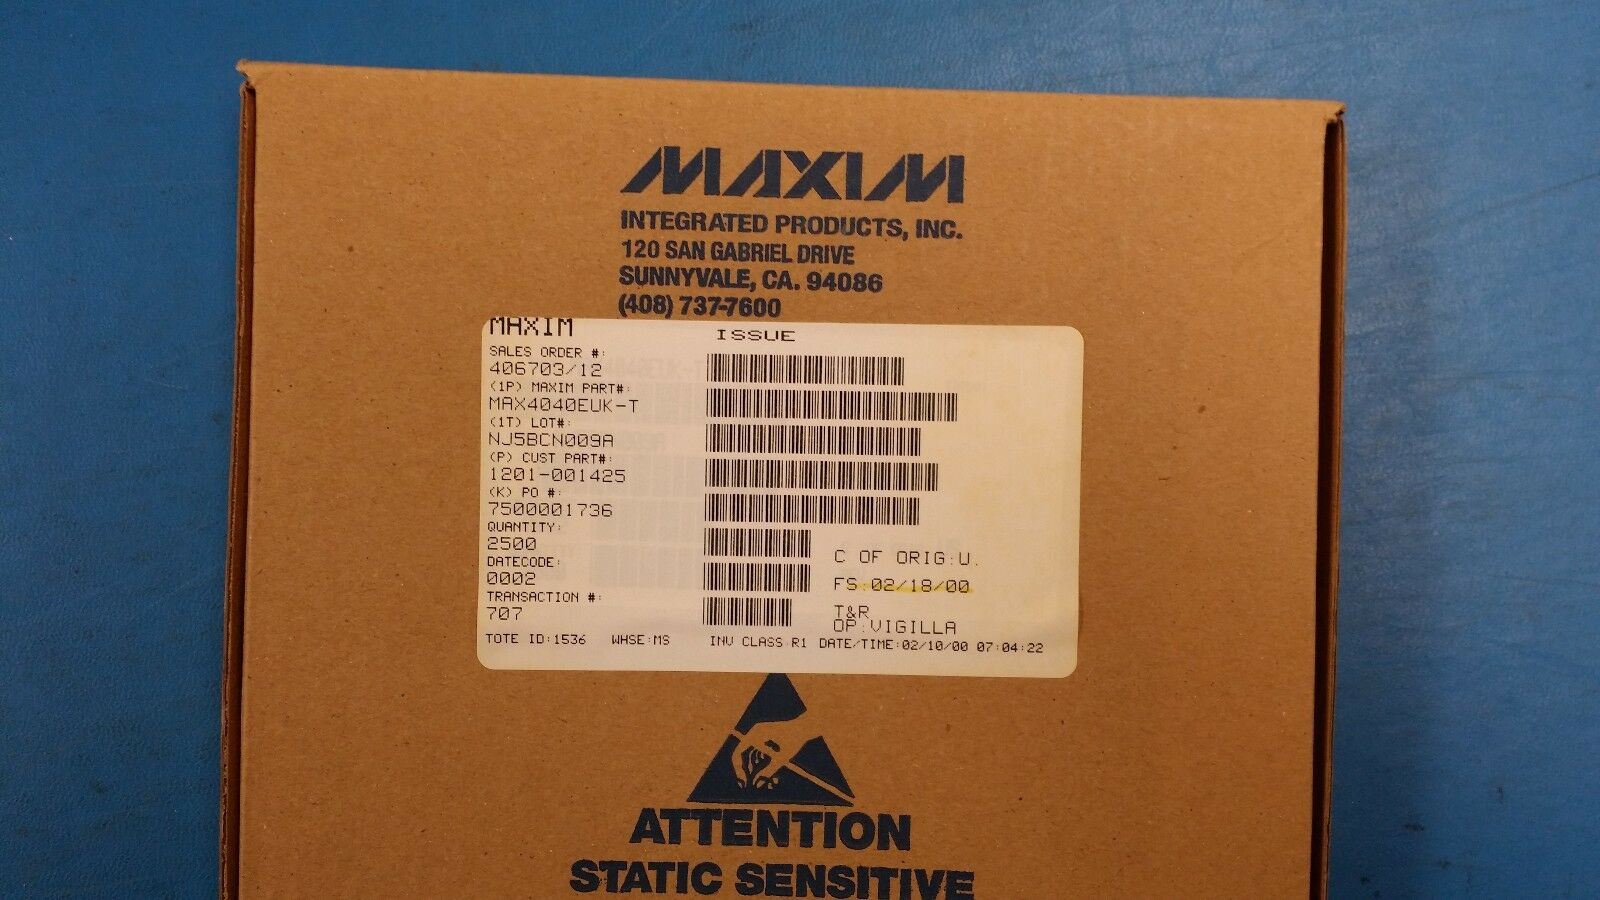 MAXIM
INTEGRATED PRODUCTS, INC.
120 SAN GABRIEL DRIVE
SUNNYVALE, CA. 94086
(408) 737-7600
MAXIM
ISSUE
SALES ORDER #:
406703/12
(1P) MAXIM PART#:
MAX4040EUK-T
(1T) LOT#:
NJ5BCN009A
(P) CUST PART#:
1201-001425
(K) PO #:
7500001736
QUANTITY:
2500
C OF ORIG:U.
DATECODE:
0002
FS:02/18/00
TRANSACTION #:
707
T&R
OP:VIGILLA
TOTE ID:1536 WHSE:MS INV CLASS:R1 DATE/TIME:02/10/00 07:04:22
ATTENTION
STATIC SENSITIVE